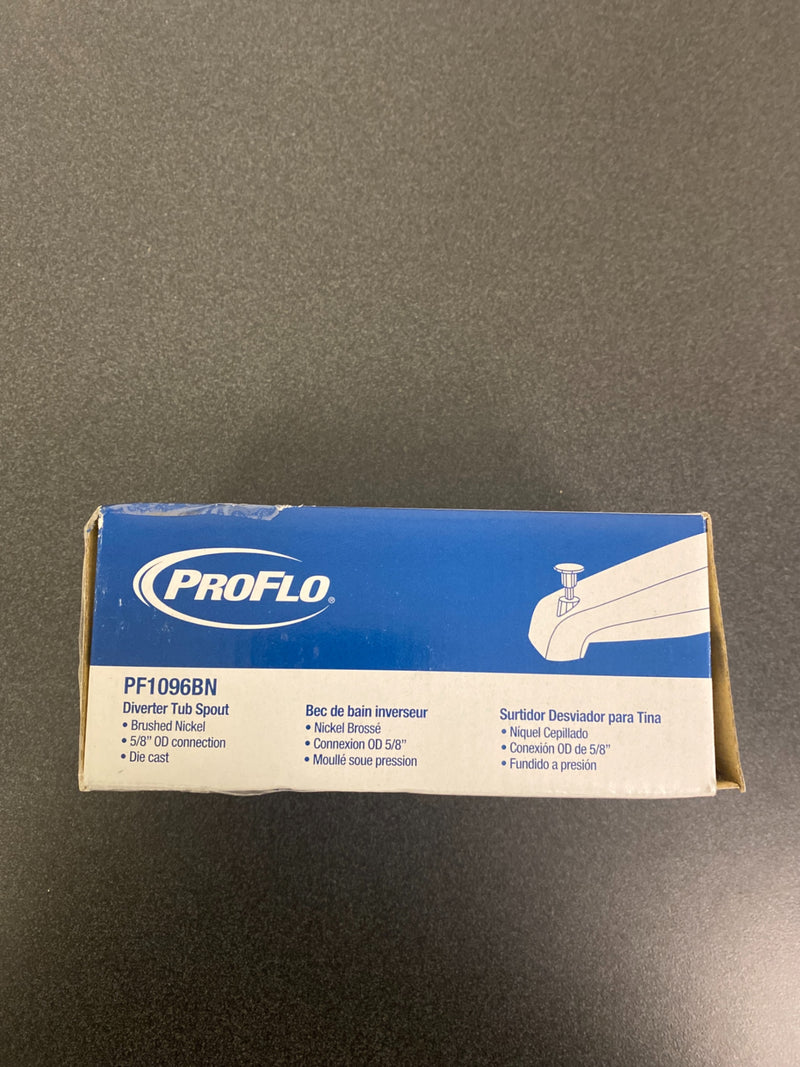 PROFLO®
PF1096BN
Diverter Tub Spout
• Brushed Nickel
• 5/8" OD connection
• Die cast
Bec de bain inverseur
• Nickel Brossé
• Connexion OD 5/8"
• Moullé soue pression
Surtidor Desviador para Tina
• Níquel Cepillado
• Conexión OD de 5/8"
• Fundido a presión